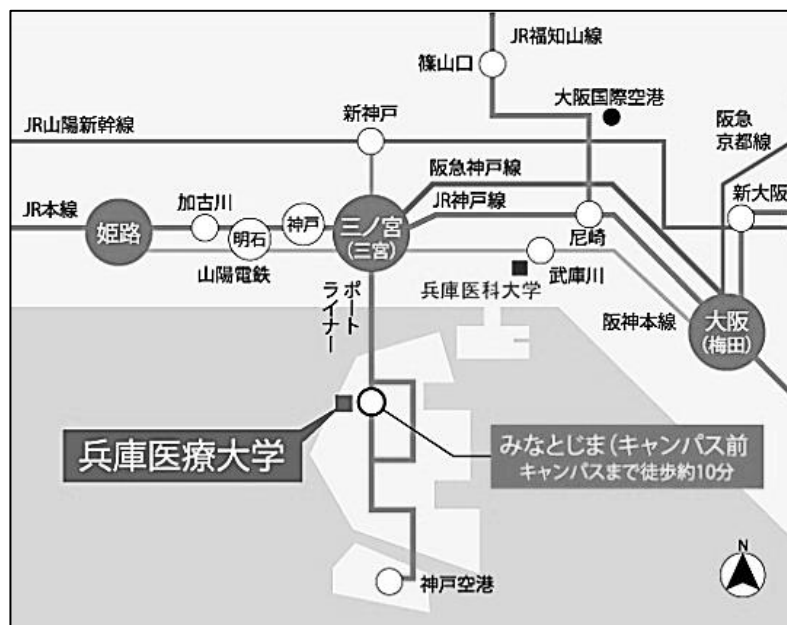 JR福知山線
篠山口
大阪国際空港
新神戸
JR山陽新幹線
阪急
京都線
阪急神戸線
新大阪
加古川
JR神戸線
JR本線
神戸
姫路
三ノ宮
(三宮)
明石
尼崎
山陽電鉄
武庫川
兵庫医科大学
ポート
ライナー
阪神本線
大阪
(梅田)
兵庫医療大学
みなとじま(キャンパス前
キャンパスまで徒歩約10分
N
神戸空港